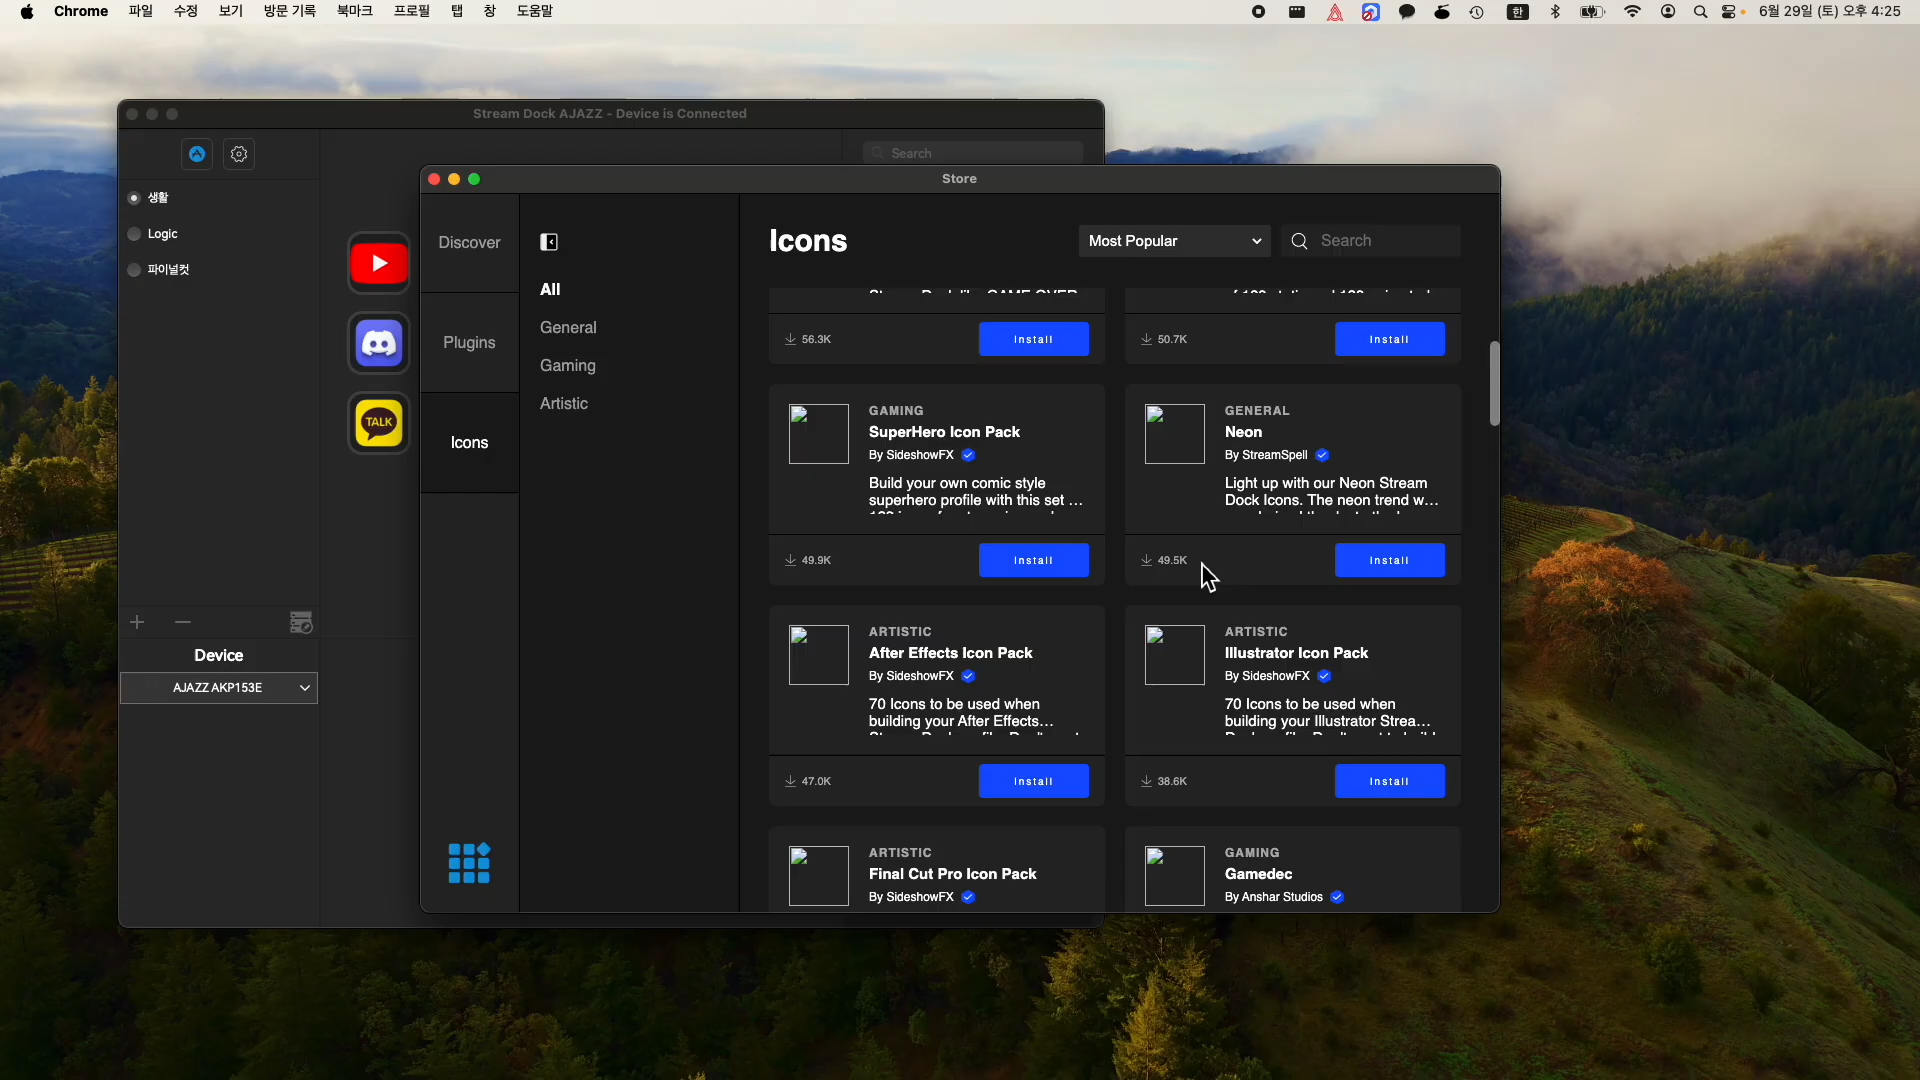 Chrome 파일 수정 보기 방문 기록 북마크 프로필 탭 창 도움말 한 6월 29일 (토) 오후 4:25
Stream Dock AJAZZ - Device is Connected
Search
생활
Logic
파이널컷
TALK
Device
AJAZZ AKP153E
Store
Discover
Plugins
Icons
All
General
Gaming
Artistic
Icons
Most Popular
Search
56.3K
Install
50.7K
Install
GAMING
SuperHero Icon Pack
By SideshowFX
Build your own comic style
superhero profile with this set ...
49.9K
Install
GENERAL
Neon
By StreamSpell
Light up with our Neon Stream
Dock Icons. The neon trend w...
49.5K
Install
ARTISTIC
After Effects Icon Pack
By SideshowFX
70 Icons to be used when
building your After Effects...
47.0K
Install
ARTISTIC
Illustrator Icon Pack
By SideshowFX
70 Icons to be used when
building your Illustrator Strea...
38.6K
Install
ARTISTIC
Final Cut Pro Icon Pack
By SideshowFX
GAMING
Gamedec
By Anshar Studios